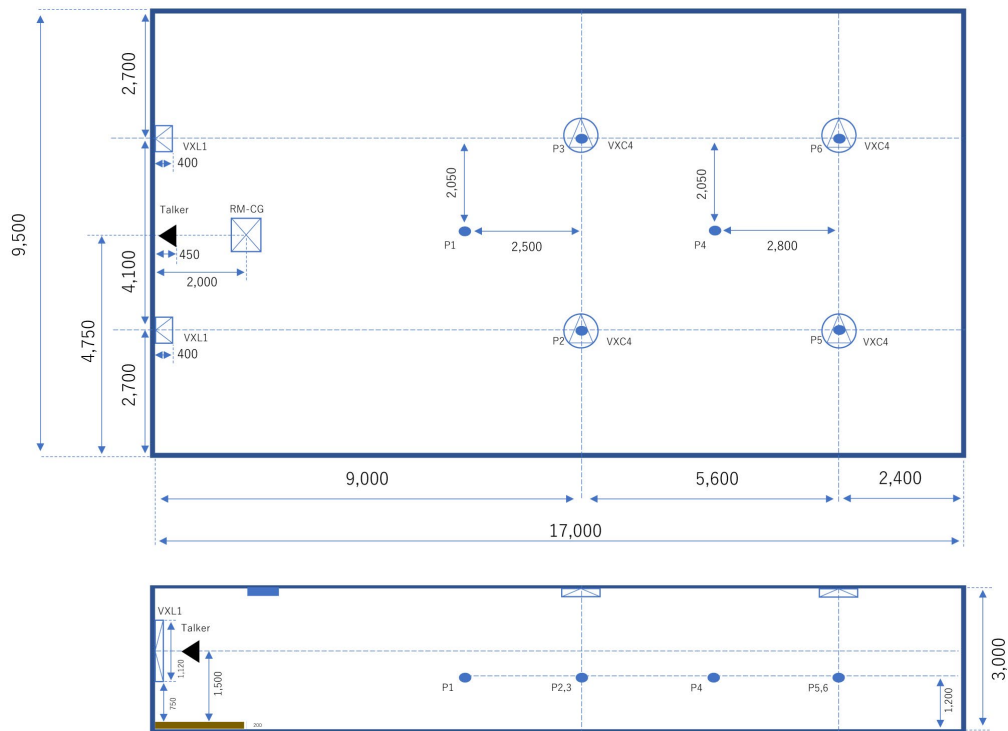 2,700
VXL1
400
P3
VXC4
P6
VXC4
9,500
2,050
2,050
Talker
RM-CG
P1
2,500
P4
2,800
450
2,000
4,100
4,750
VXL1
400
P2
VXC4
P5
VXC4
2,700
9,000
5,600
2,400
17,000
VXL1
Talker
1,120
1,500
750
200
P1
P2,3
P4
P5,6
1,200
3,000